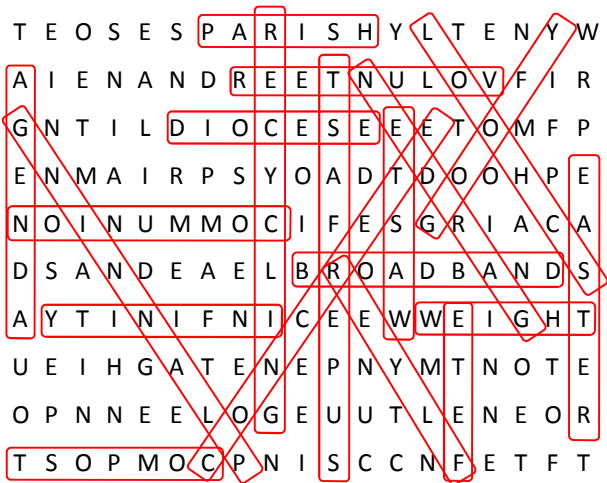 T E O S E S P A R I S H Y L T E N Y W
A I E N A N D R E E T N U L O V F I R
G N T I L D I O C E S E E E T O M F P
E N M A I R P S Y O A D T D O O H P E
N O I N U M M O C I F E S G R I A C A
D S A N D E A E L B R O A D B A N D S
A Y T I N I F N I C E E W W E I G H T
U E I H G A T E N E P N Y M T N O T E
O P N N E E L O G E U U T L E N E O R
T S O P M O C P N I S C C N F E T F T